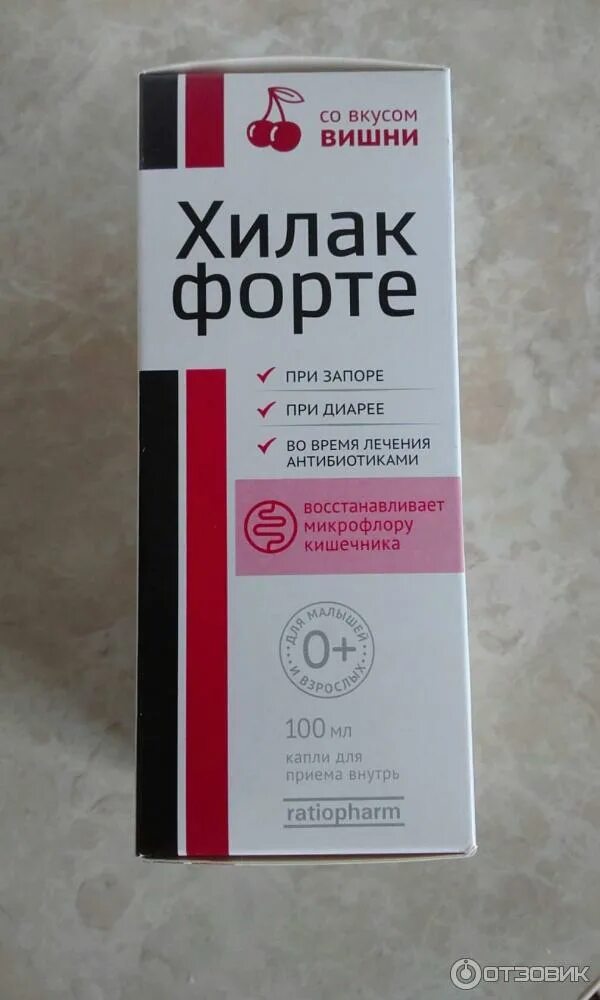 со вкусом
ВИШНИ
Хилак
форте
ПРИ ЗАПОРЕ
ПРИ ДИАРЕЕ
ВО ВРЕМЯ ЛЕЧЕНИЯ
АНТИБИОТИКАМИ
восстанавливает
микрофлору
кишечника
ДЛЯ МАЛЫШЕЙ
0+
И ВЗРОСЛЫХ
100 мл
капли для
приема внутрь
ratiopharm
ОТЗОВИК